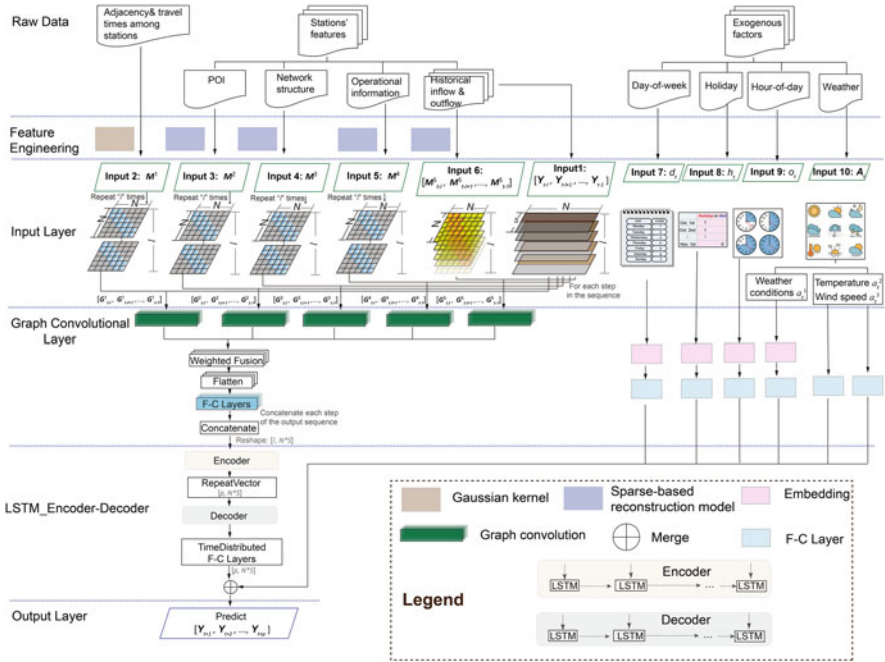 Raw Data
Adjacency& travel
times among
stations
Stations'
features
Exogenous
factors
POI
Network
structure
Operational
information
Historical
inflow &
outflow
Day-of-week
Holiday
Hour-of-day
Weather
Feature
Engineering
Input 2: M¹
Input 3: M²
Input 4: M³
Input 5: M⁴
Input 6:
Input1:
Input 7:
Input 8:
Input 9:
Input 10:
Input Layer
Repeat "l" times
Repeat "l" times
Repeat "l" times
Repeat "l" times
For each step
in the sequence
Weather
conditions
Temperature
Wind speed
Graph Convolutional
Layer
Weighted Fusion
Flatten
F-C Layers
Concatenate each step
of the output sequence
Concatenate
Reshape: [l, N*S]
LSTM_Encoder-Decoder
Encoder
RepeatVector
[p, N*S]
Decoder
TimeDistributed
F-C Layers
[p, N*S]
Output Layer
Predict
Gaussian kernel
Sparse-based
reconstruction model
Embedding
Graph convolution
Merge
F-C Layer
Legend
Encoder
LSTM LSTM ... LSTM
Decoder
LSTM LSTM ... LSTM